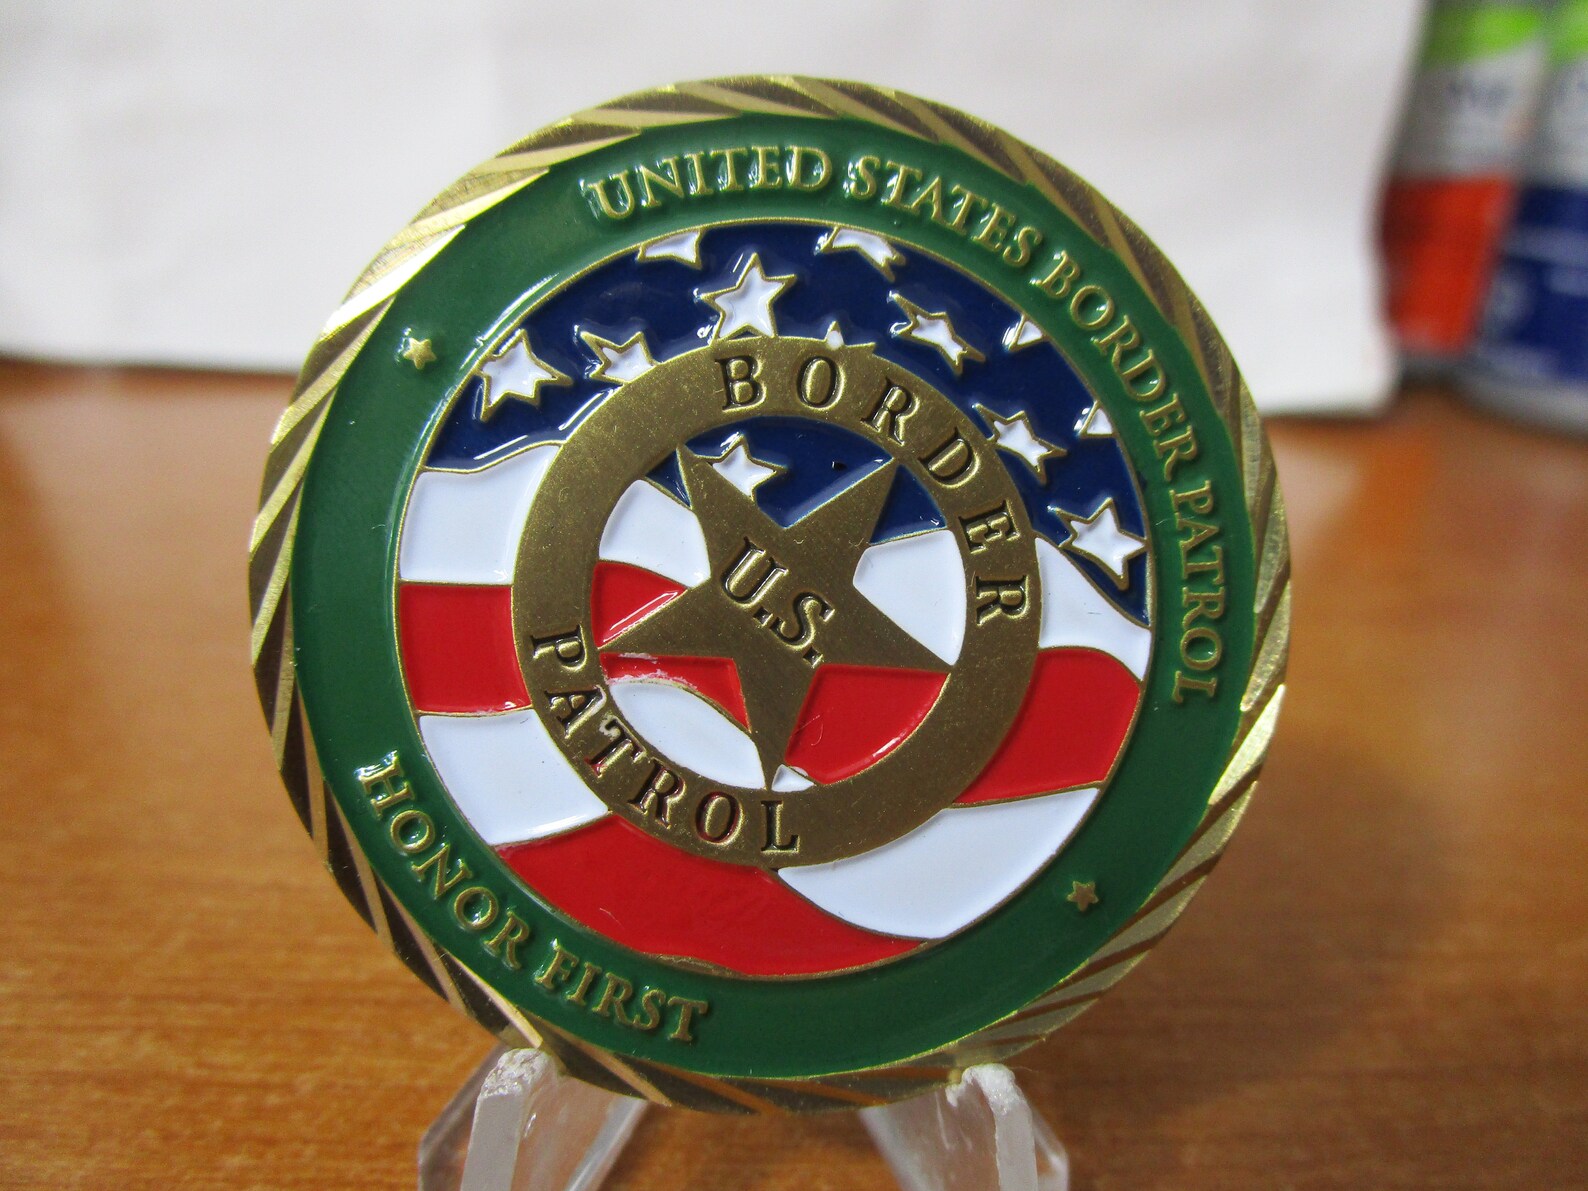 UNITED STATES BORDER PATROL
BORDER
U.S.
PATROL
HONOR FIRST